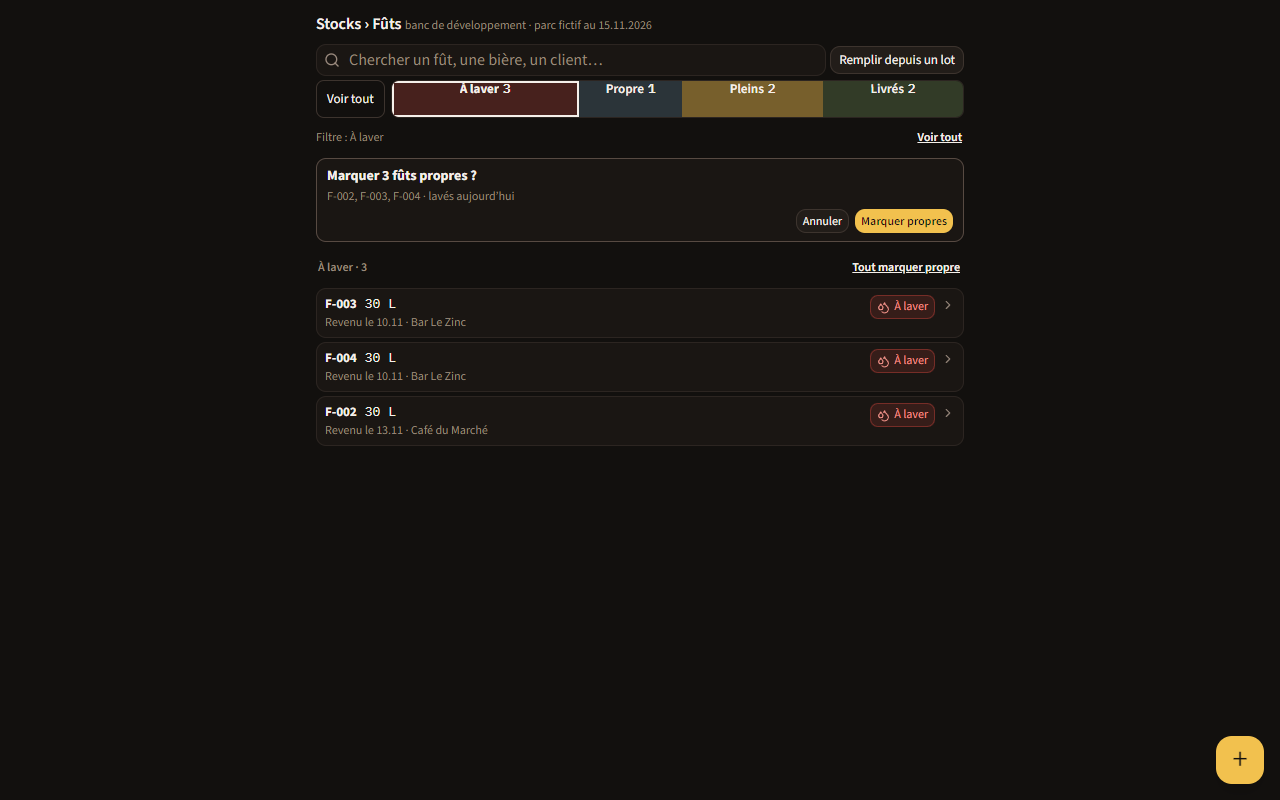 Stocks › Fûts banc de développement · parc fictif au 15.11.2026
Chercher un fût, une bière, un client…
Remplir depuis un lot
Voir tout
À laver 3
Propre 1
Pleins 2
Livrés 2
Filtre : À laver
Voir tout
Marquer 3 fûts propres ?
F-002, F-003, F-004 · lavés aujourd'hui
Annuler
Marquer propres
À laver · 3
Tout marquer propre
F-003 30 L
À laver
Revenu le 10.11 · Bar Le Zinc
F-004 30 L
À laver
Revenu le 10.11 · Bar Le Zinc
F-002 30 L
À laver
Revenu le 13.11 · Café du Marché